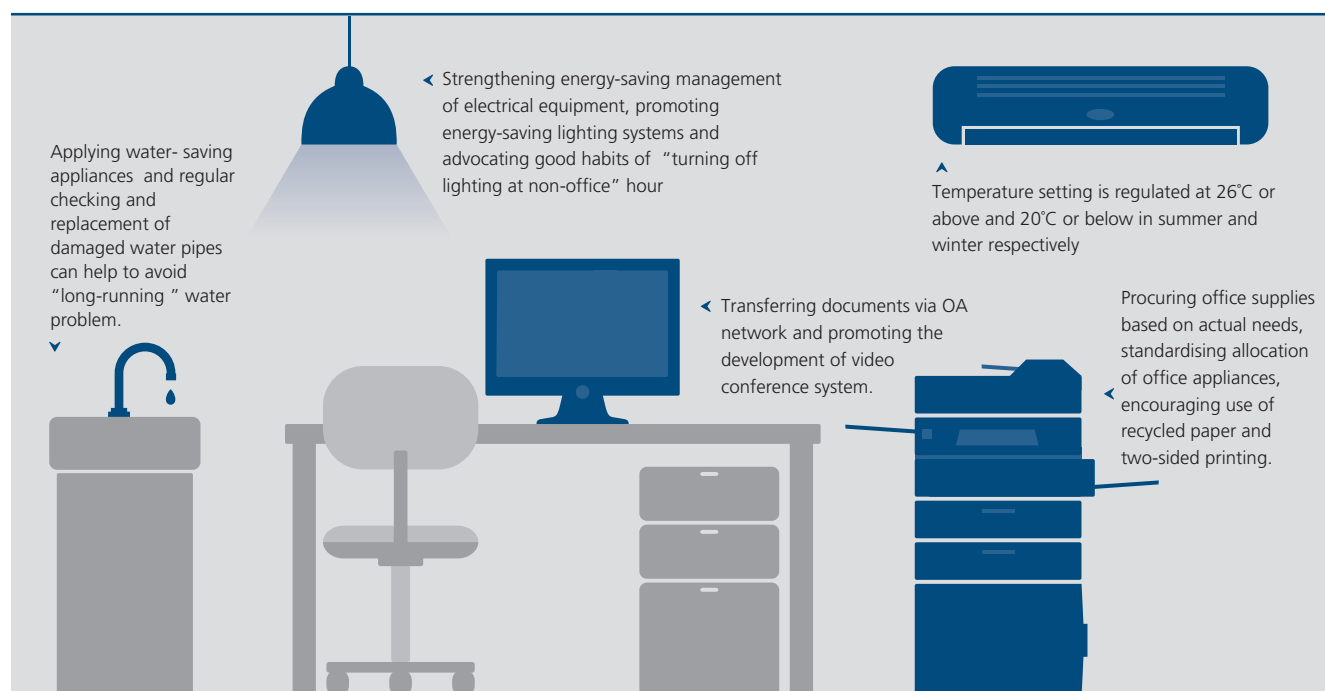 Strengthening energy-saving management
of electrical equipment, promoting
energy-saving lighting systems and
advocating good habits of “turning off
lighting at non-office” hour
Applying water- saving
appliances and regular
checking and
replacement of
damaged water pipes
can help to avoid
“long-running ” water
problem.
Temperature setting is regulated at 26˚C or
above and 20˚C or below in summer and
winter respectively
Transferring documents via OA
network and promoting the
development of video
conference system.
Procuring office supplies
based on actual needs,
standardising allocation
of office appliances,
encouraging use of
recycled paper and
two-sided printing.